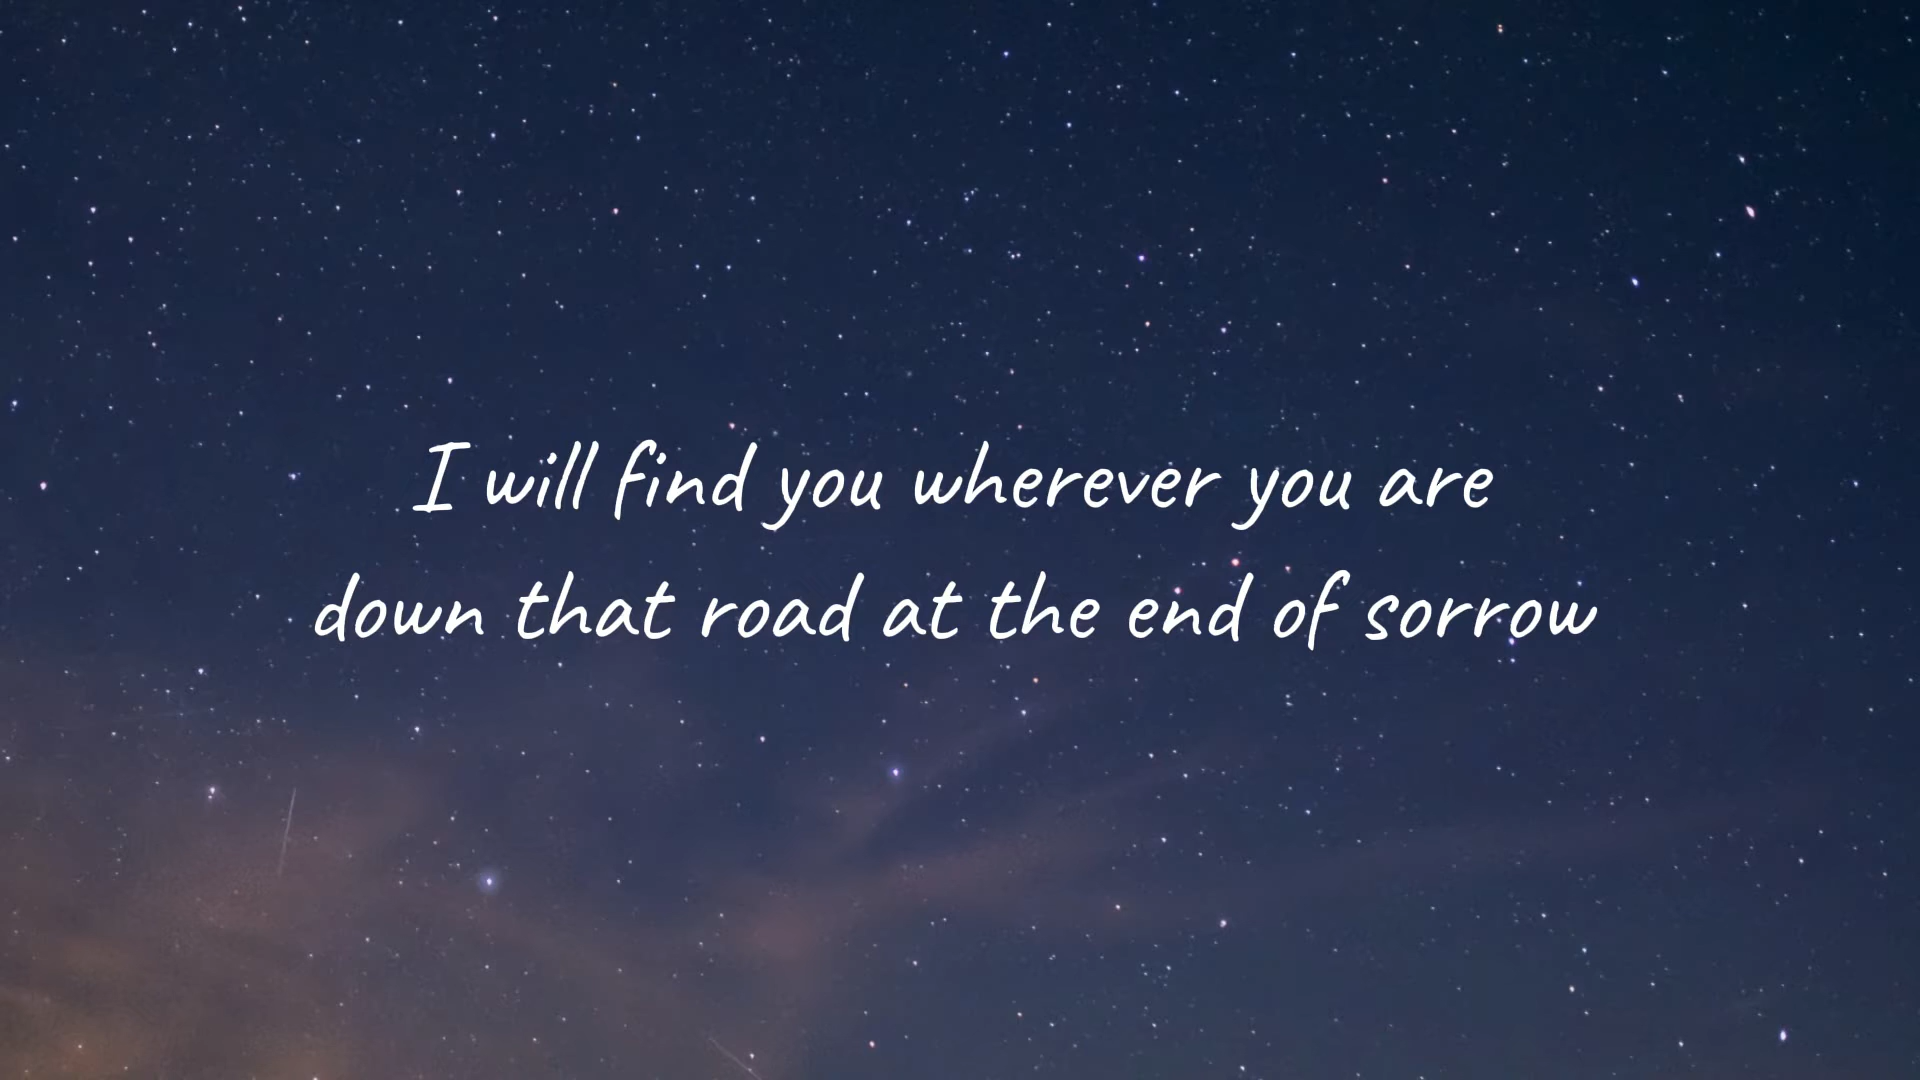 I will find you wherever you are
down that road at the end of sorrow